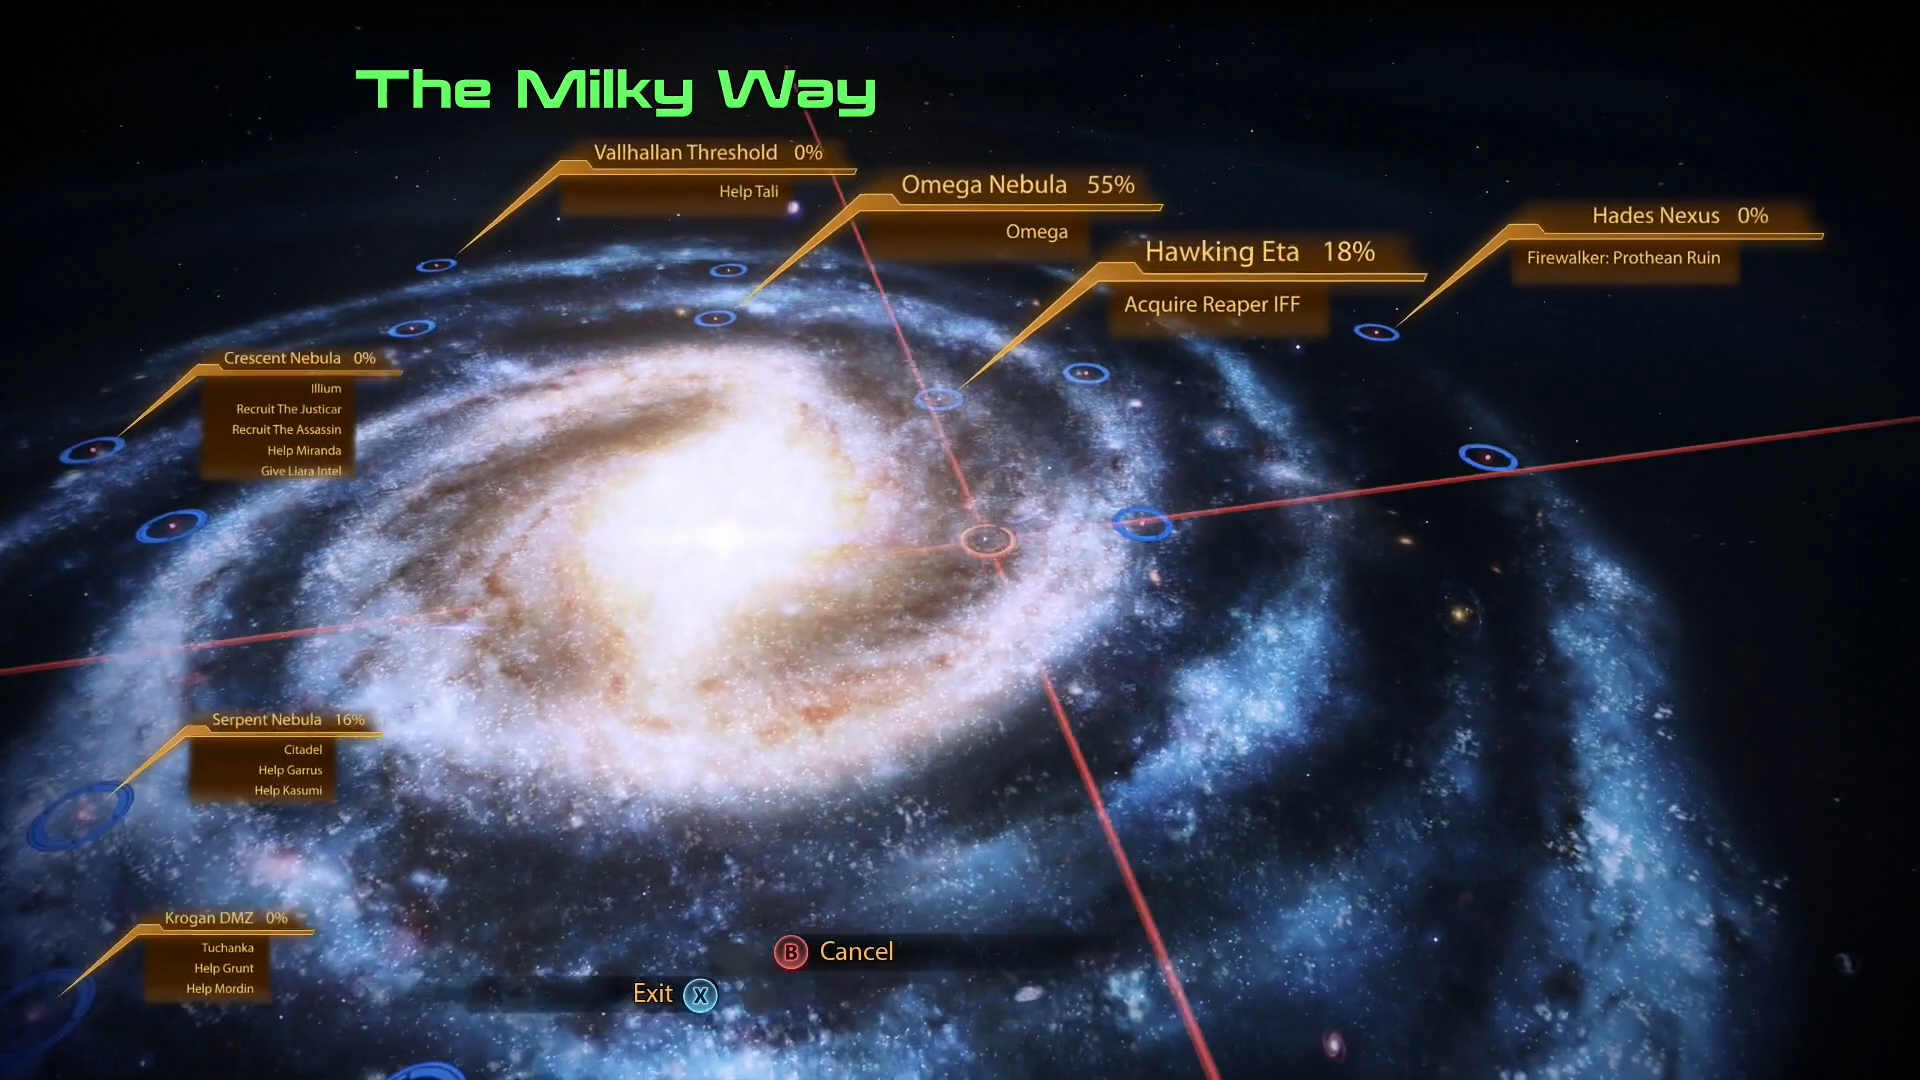 The Milky Way
Vallhallan Threshold 0%
Help Tali
Omega Nebula 55%
Omega
Hawking Eta 18%
Acquire Reaper IFF
Hades Nexus 0%
Firewalker: Prothean Ruin
Crescent Nebula 0%
Illium
Recruit The Justicar
Recruit The Assassin
Help Miranda
Give Liara Intel
Serpent Nebula 16%
Citadel
Help Garrus
Help Kasumi
Krogan DMZ 0%
Tuchanka
Help Grunt
Help Mordin
B Cancel
Exit X